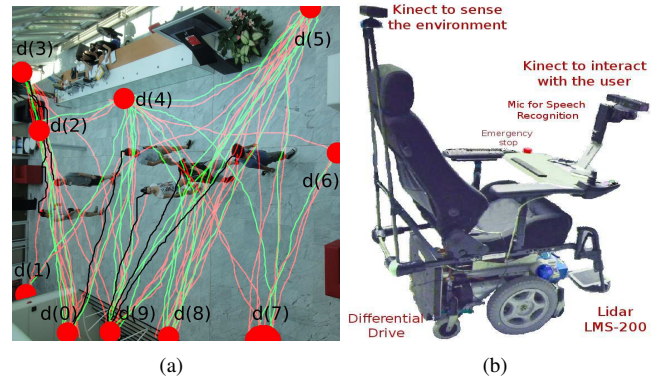 d(3)
d(5)
d(4)
d(2)
d(6)
d(1)
d(0)
d(9)
d(8)
d(7)
(a)
Kinect to sense
the environment
Kinect to interact
with the user
Mic for Speech
Recognition
Emergency
stop
Differential
Drive
Lidar
LMS-200
(b)